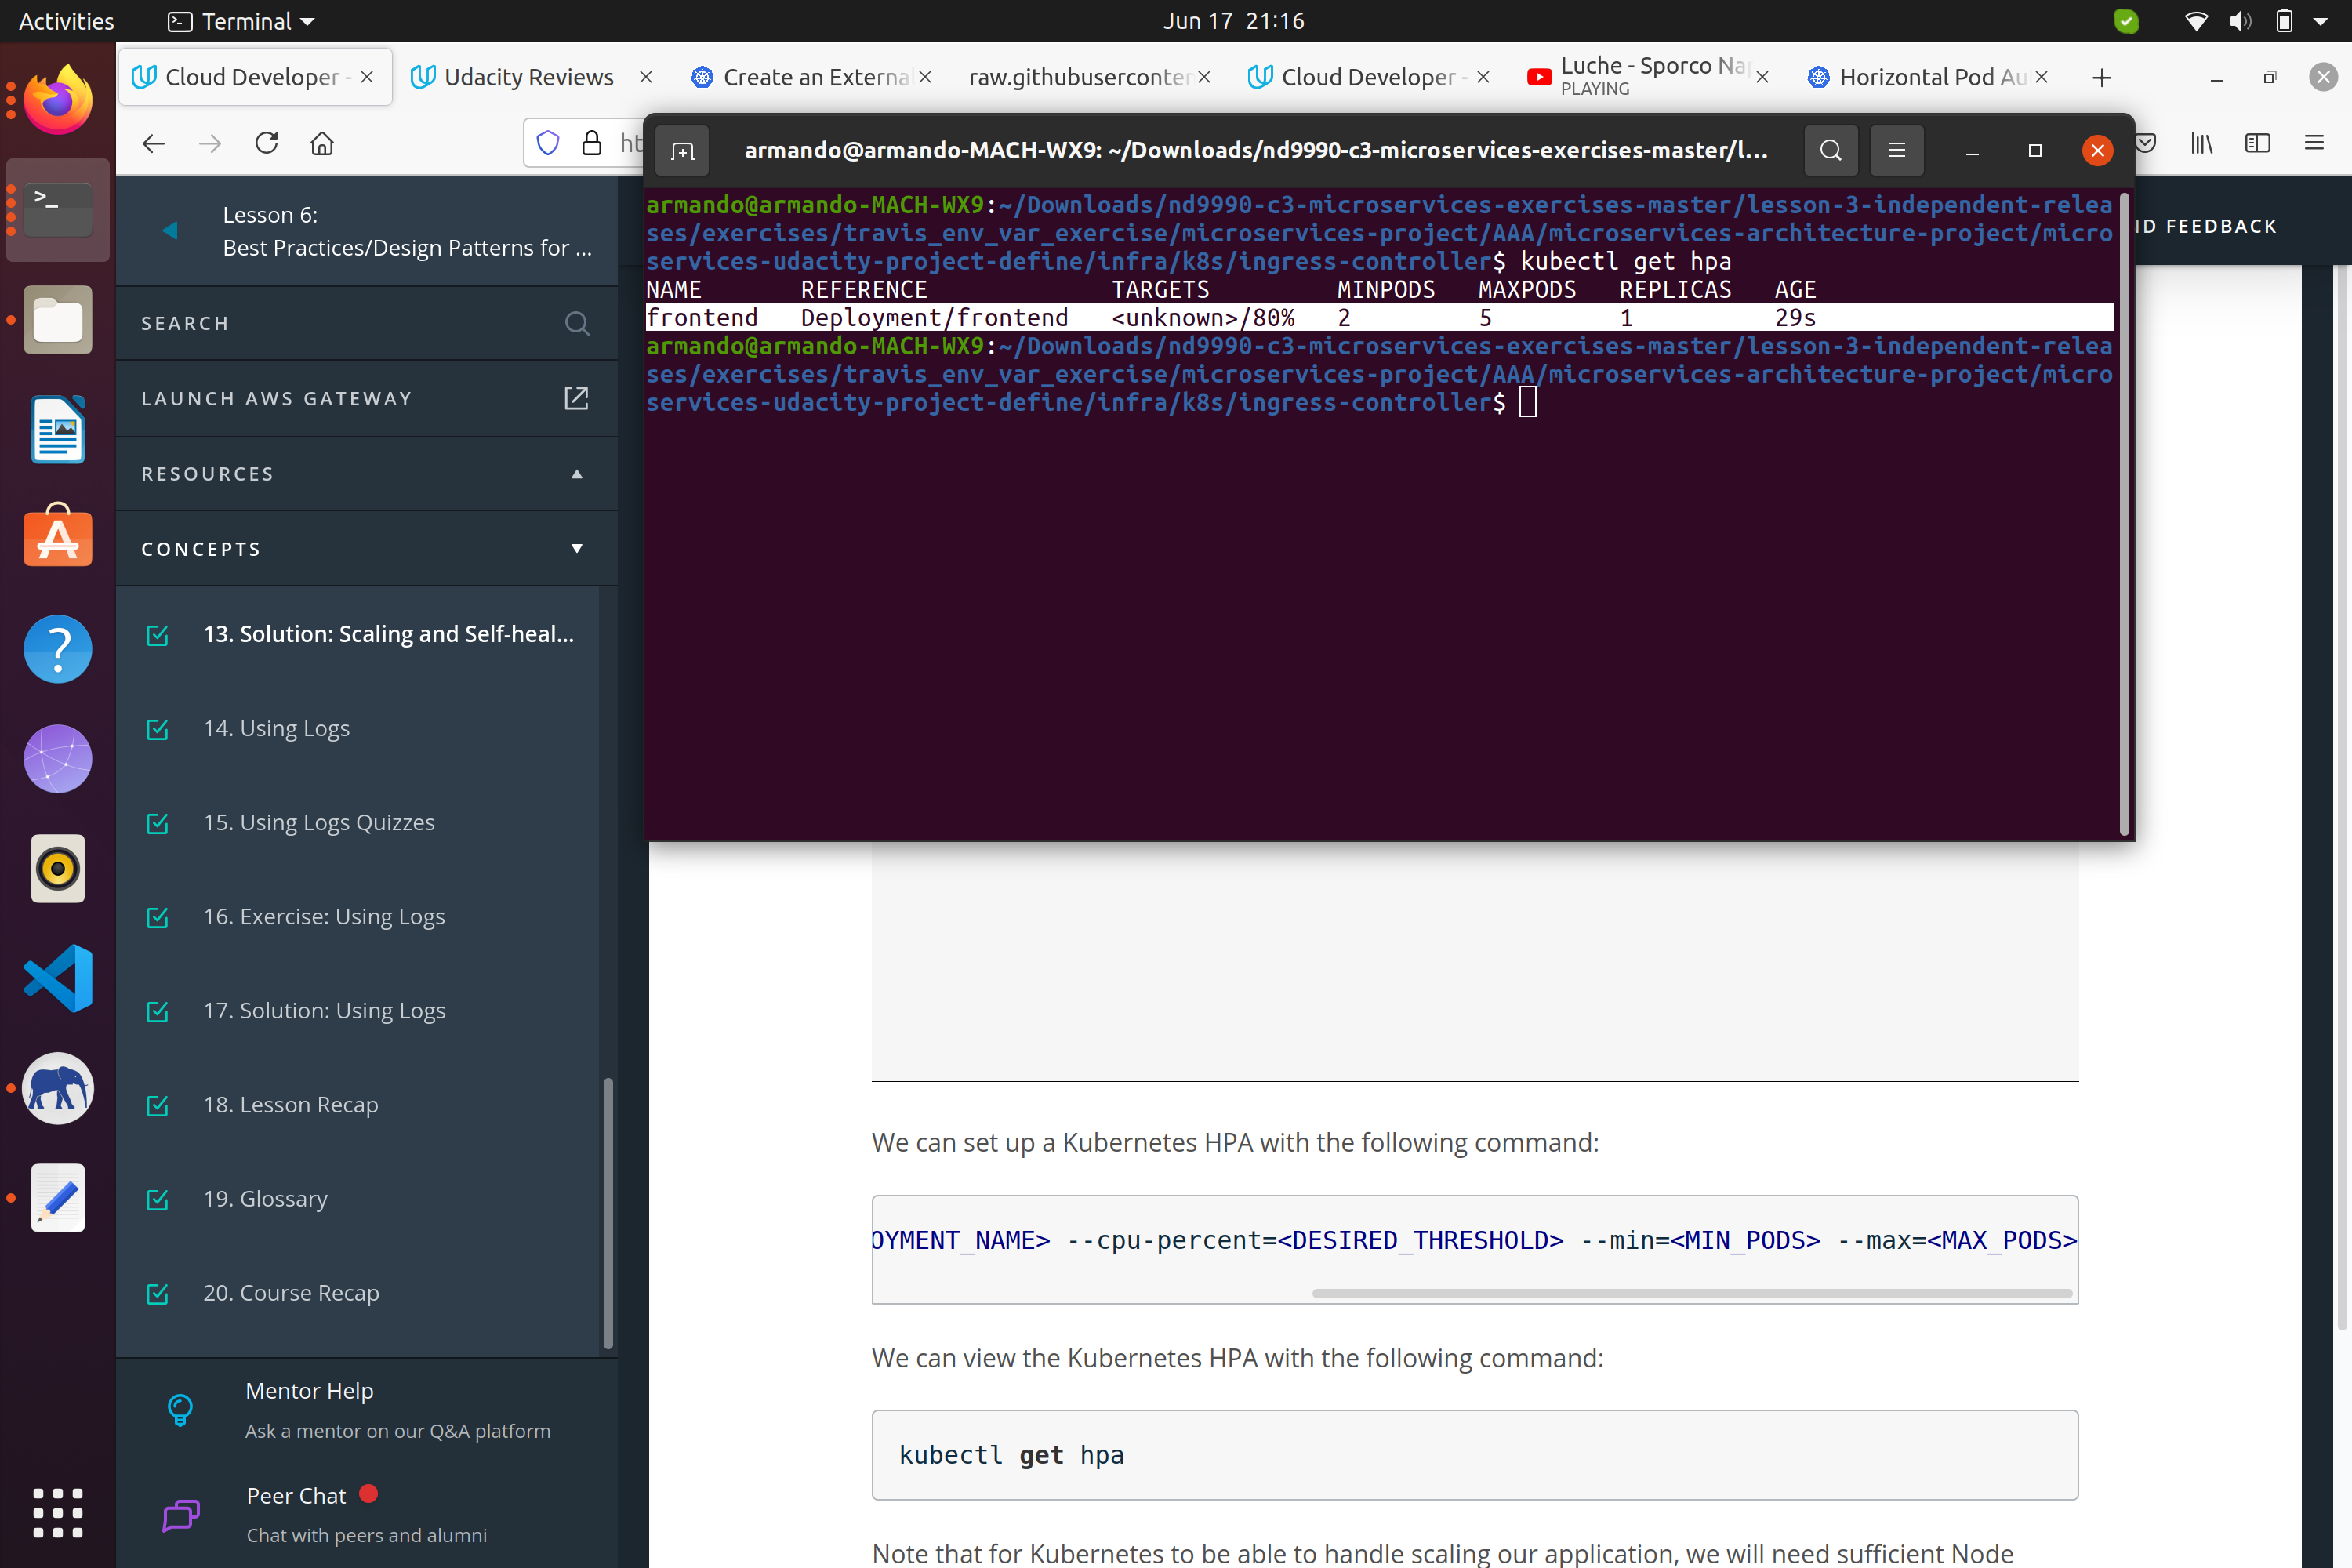 Activities
Terminal
Jun 17 21:16
Cloud Developer -
Udacity Reviews
Create an Externa
raw.githubuserconter
Cloud Developer -
Luche - Sporco Na
PLAYING
Horizontal Pod Au
ht
armando@armando-MACH-WX9: ~/Downloads/nd9990-c3-microservices-exercises-master/l...
armando@armando-MACH-WX9:~/Downloads/nd9990-c3-microservices-exercises-master/lesson-3-independent-relea
ses/exercises/travis_env_var_exercise/microservices-project/AAA/microservices-architecture-project/micro
services-udacity-project-define/infra/k8s/ingress-controller$ kubectl get hpa
NAME REFERENCE TARGETS MINPODS MAXPODS REPLICAS AGE
frontend Deployment/frontend <unknown>/80% 2 5 1 29s
armando@armando-MACH-WX9:~/Downloads/nd9990-c3-microservices-exercises-master/lesson-3-independent-relea
ses/exercises/travis_env_var_exercise/microservices-project/AAA/microservices-architecture-project/micro
services-udacity-project-define/infra/k8s/ingress-controller$
ND FEEDBACK
Lesson 6:
Best Practices/Design Patterns for ...
SEARCH
LAUNCH AWS GATEWAY
RESOURCES
CONCEPTS
13. Solution: Scaling and Self-heal...
14. Using Logs
15. Using Logs Quizzes
16. Exercise: Using Logs
17. Solution: Using Logs
18. Lesson Recap
19. Glossary
20. Course Recap
Mentor Help
Ask a mentor on our Q&A platform
Peer Chat
Chat with peers and alumni
We can set up a Kubernetes HPA with the following command:
OYMENT_NAME> --cpu-percent=<DESIRED_THRESHOLD> --min=<MIN_PODS> --max=<MAX_PODS>
We can view the Kubernetes HPA with the following command:
kubectl get hpa
Note that for Kubernetes to be able to handle scaling our application, we will need sufficient Node